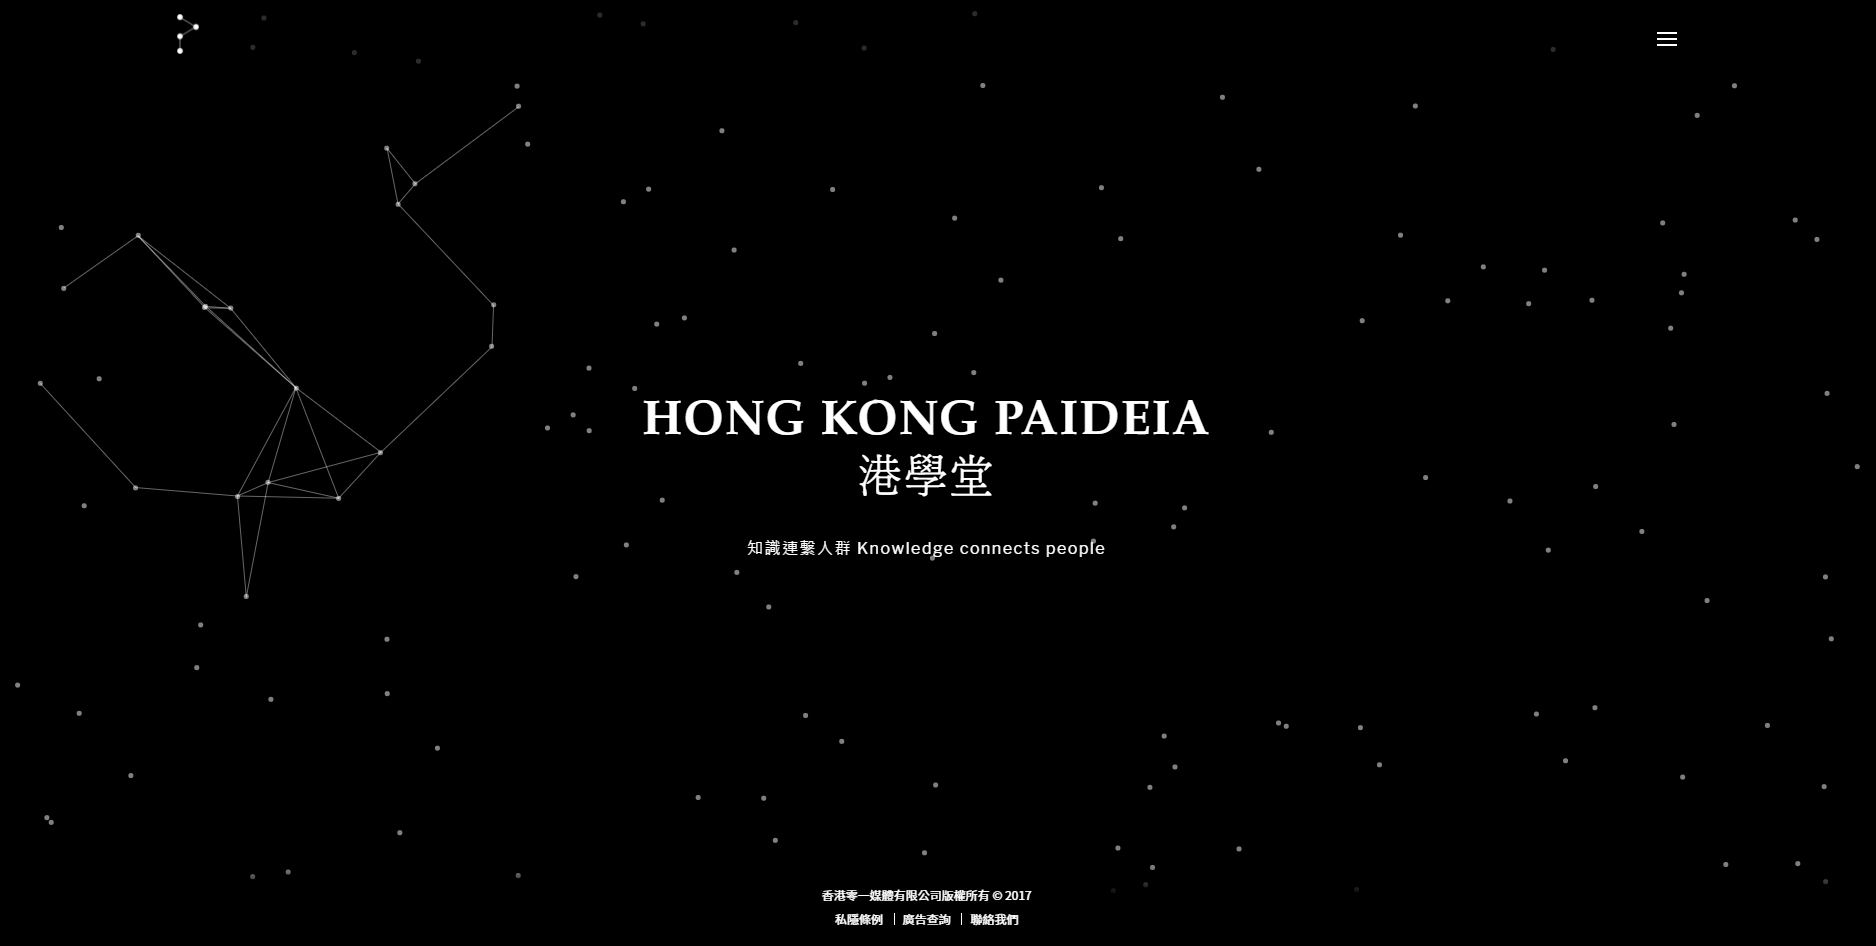 HONG KONG PAIDEIA
港學堂
知識連繫人群 Knowledge connects people
香港零一媒體有限公司版權所有 © 2017
私隱條例 | 廣告查詢 | 聯絡我們